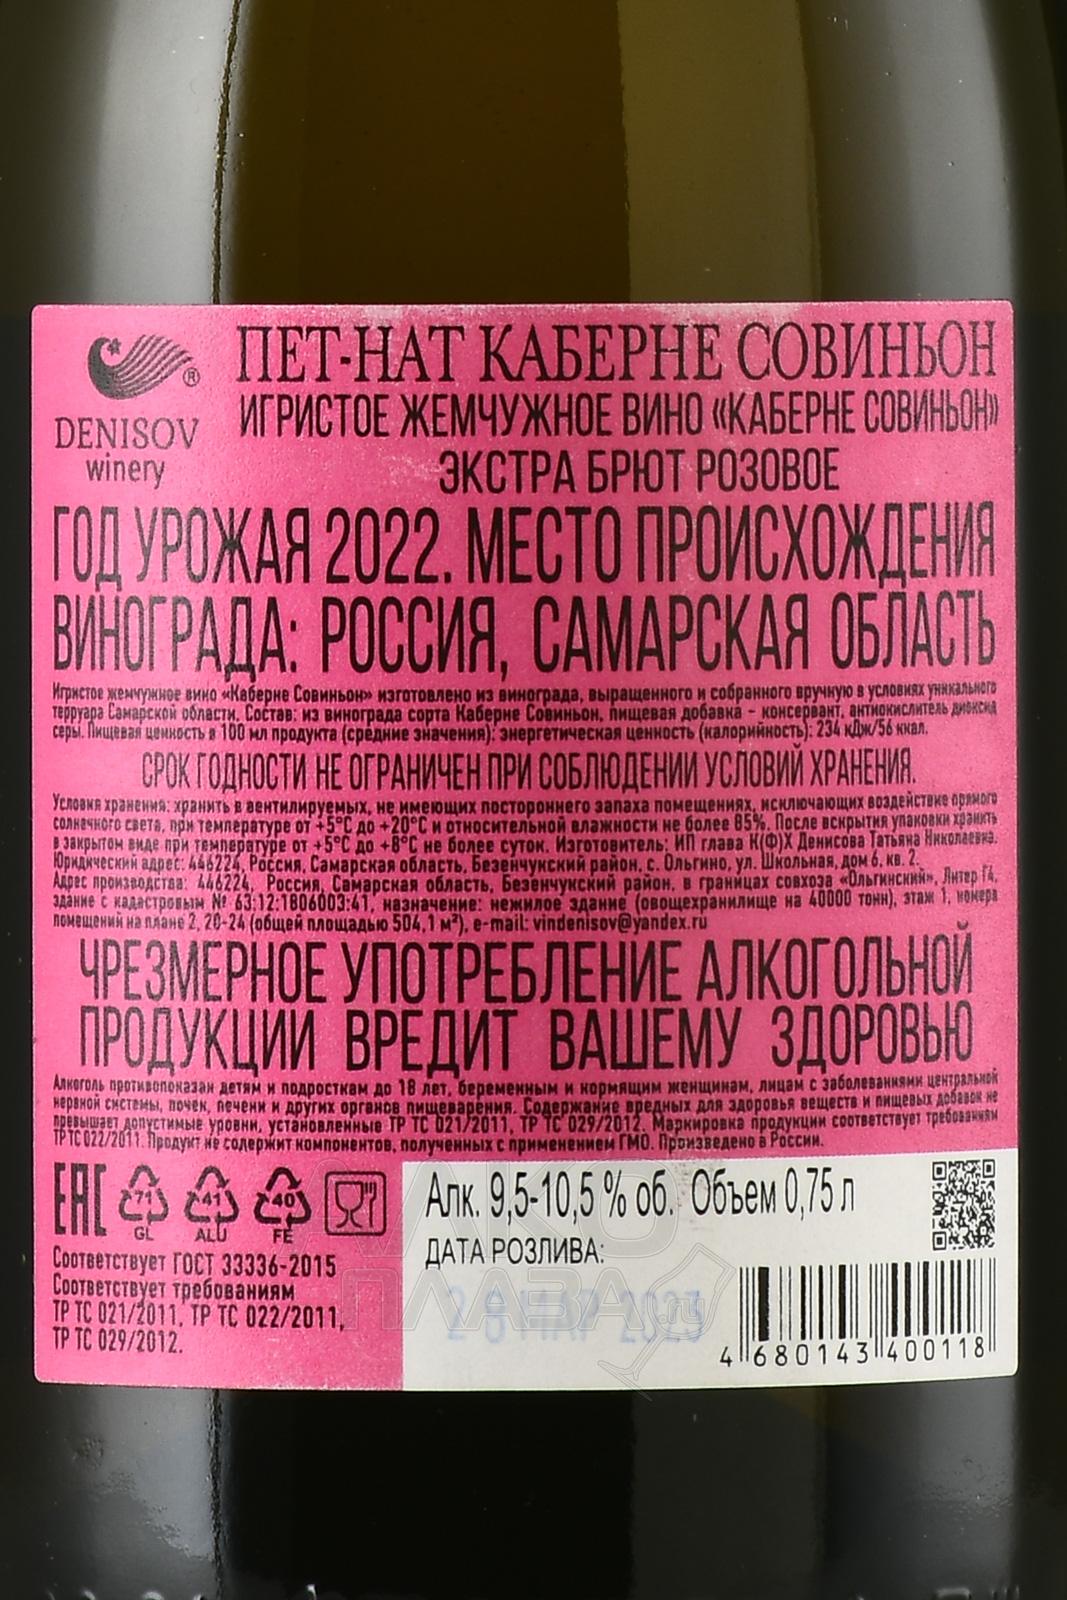 DENISOV
winery
®
ПЕТ-НАТ КАБЕРНЕ СОВИНЬОН
ИГРИСТОЕ ЖЕМЧУЖНОЕ ВИНО «КАБЕРНЕ СОВИНЬОН»
ЭКСТРА БРЮТ РОЗОВОЕ
ГОД УРОЖАЯ 2022. МЕСТО ПРОИСХОЖДЕНИЯ
ВИНОГРАДА: РОССИЯ, САМАРСКАЯ ОБЛАСТЬ
Игристое жемчужное вино «Каберне Совиньон» изготовлено из винограда, выращенного и собранного вручную в условиях уникального
терруара Самарской области. Состав: из винограда сорта Каберне Совиньон, пищевая добавка – консервант, антиокислитель диоксид
серы. Пищевая ценность в 100 мл продукта (средние значения): энергетическая ценность (калорийность): 234 кДж/56 ккал.
СРОК ГОДНОСТИ НЕ ОГРАНИЧЕН ПРИ СОБЛЮДЕНИИ УСЛОВИЙ ХРАНЕНИЯ.
Условия хранения: хранить в вентилируемых, не имеющих постороннего запаха помещениях, исключающих воздействие прямого
солнечного света, при температуре от +5°С до +20°С и относительной влажности не более 85%. После вскрытия упаковки хранить
в закрытом виде при температуре от +5°С до +8°С не более суток. Изготовитель: ИП глава К(Ф)Х Денисова Татьяна Николаевна.
Юридический адрес: 446224, Россия, Самарская область, Безенчукский район, с. Ольгино, ул. Школьная, дом 6, кв. 2.
Адрес производства: 446224, Россия, Самарская область, Безенчукский район, в границах совхоза «Ольгинский», Литер Г4,
здание с кадастровым № 63:12:1806003:41, назначение: нежилое здание (овощехранилище на 40000 тонн), этаж 1, номера
помещений на плане 2, 20-24 (общей площадью 504,1 м²), e-mail: vindenisov@yandex.ru
ЧРЕЗМЕРНОЕ УПОТРЕБЛЕНИЕ АЛКОГОЛЬНОЙ
ПРОДУКЦИИ ВРЕДИТ ВАШЕМУ ЗДОРОВЬЮ
Алкоголь противопоказан детям и подросткам до 18 лет, беременным и кормящим женщинам, лицам с заболеваниями центральной
нервной системы, почек, печени и других органов пищеварения. Содержание вредных для здоровья веществ и пищевых добавок не
превышает допустимые уровни, установленные ТР ТС 021/2011, ТР ТС 029/2012. Маркировка продукции соответствует требованиям
ТР ТС 022/2011. Продукт не содержит компонентов, полученных с применением ГМО. Произведено в России.
ЕАС
71
GL
41
ALU
40
FE
Соответствует ГОСТ 33336-2015
Соответствует требованиям
ТР ТС 021/2011, ТР ТС 022/2011,
ТР ТС 029/2012.
Алк. 9,5-10,5 % об. Объем 0,75 л
ДАТА РОЗЛИВА:
28 МАР 2023
4 680143 400118
АЛКО
ПЛАЗА
.ru